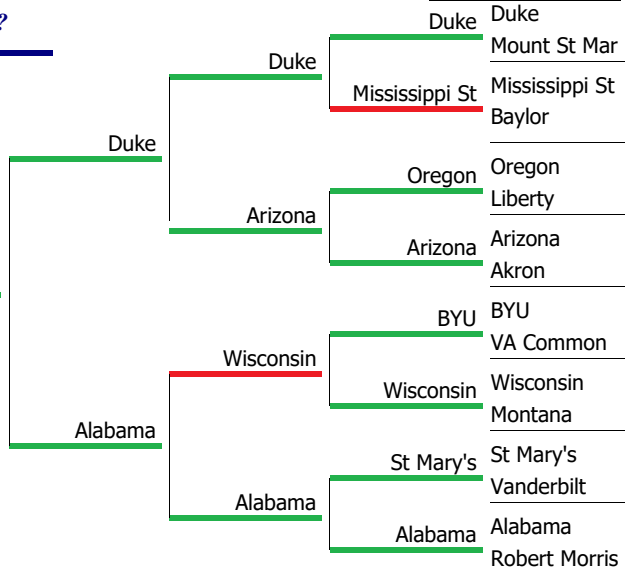 ?
Duke
Duke
Mount St Mar
Duke
Mississippi St
Mississippi St
Baylor
Duke
Oregon
Oregon
Liberty
Arizona
Arizona
Arizona
Akron
BYU
BYU
VA Common
Wisconsin
Wisconsin
Wisconsin
Montana
Alabama
St Mary's
St Mary's
Vanderbilt
Alabama
Alabama
Alabama
Robert Morris